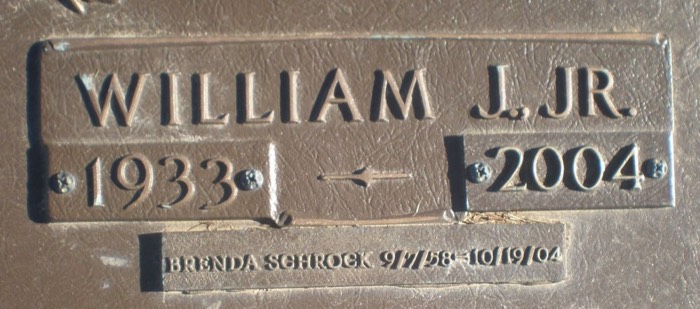 WILLIAM J., JR.
1933 2004
BRENDA SCHROCK 9/7/58-10/19/04